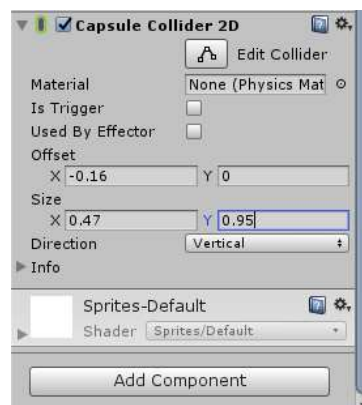 Capsule Collider 2D
Edit Collider
Material None (Physics Mat
Is Trigger
Used By Effector
Offset
X -0.16 Y 0
Size
X 0.47 Y 0.95
Direction Vertical
Info
Sprites-Default
Shader Sprites/Default
Add Component